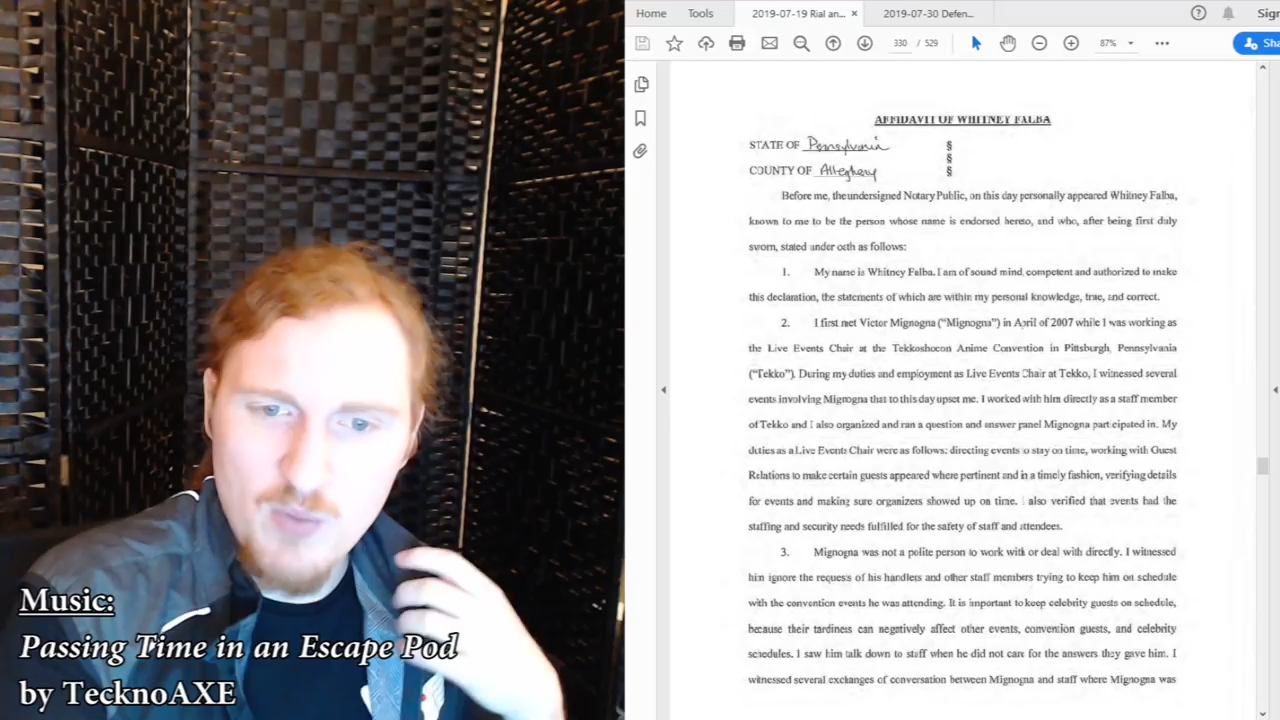 Home Tools 2019-07-19 Rial an... × 2019-07-30 Defen... Sign
330 / 529 87% Sha
AFFIDAVIT OF WHITNEY FALBA
STATE OF Pennsylvania §
§
COUNTY OF Allegheny §
Before me, the undersigned Notary Public, on this day personally appeared Whitney Falba,
known to me to be the person whose name is endorsed hereto, and who, after being first duly
sworn, stated under oath as follows:
1. My name is Whitney Falba. I am of sound mind, competent and authorized to make
this declaration, the statements of which are within my personal knowledge, true, and correct.
2. I first met Victor Mignogna (“Mignogna”) in April of 2007 while I was working as
the Live Events Chair at the Tekkoshocon Anime Convention in Pittsburgh, Pennsylvania
(“Tekko”). During my duties and employment as Live Events Chair at Tekko, I witnessed several
events involving Mignogna that to this day upset me. I worked with him directly as a staff member
of Tekko and I also organized and ran a question and answer panel Mignogna participated in. My
duties as a Live Events Chair were as follows: directing events to stay on time, working with Guest
Relations to make certain guests appeared where pertinent and in a timely fashion, verifying details
for events and making sure organizers showed up on time. I also verified that events had the
staffing and security needs fulfilled for the safety of staff and attendees.
3. Mignogna was not a polite person to work with or deal with directly. I witnessed
him ignore the requests of his handlers and other staff members trying to keep him on schedule
with the convention events he was attending. It is important to keep celebrity guests on schedule,
because their tardiness can negatively affect other events, convention guests, and celebrity
schedules. I saw him talk down to staff when he did not care for the answers they gave him. I
witnessed several exchanges of conversation between Mignogna and staff where Mignogna was
Music:
Passing Time in an Escape Pod
by TecknoAXE